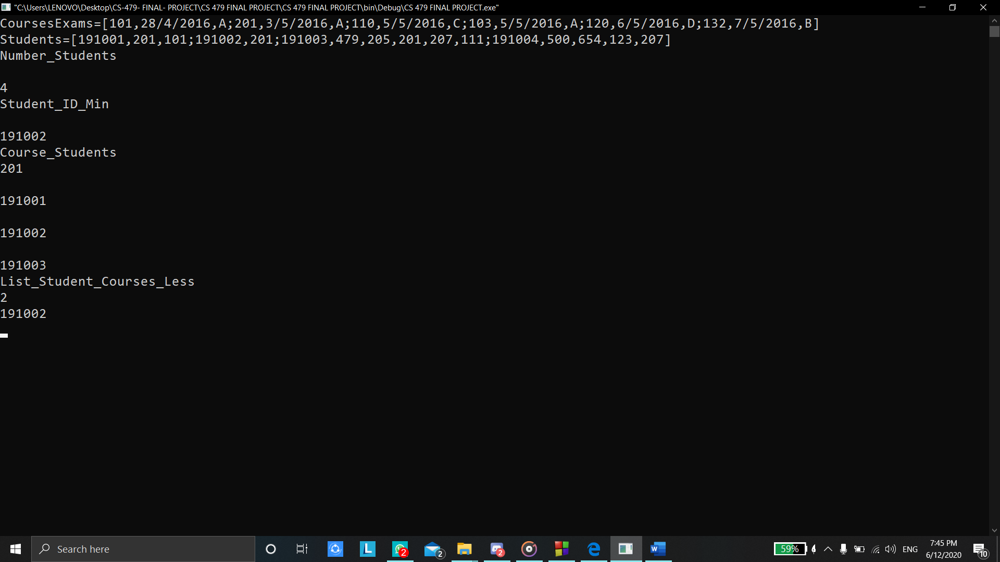 "C:\Users\LENOVO\Desktop\CS-479- FINAL- PROJECT\CS 479 FINAL PROJECT\CS 479 FINAL PROJECT\bin\Debug\CS 479 FINAL PROJECT.exe"
CoursesExams=[101,28/4/2016,A;201,3/5/2016,A;110,5/5/2016,C;103,5/5/2016,A;120,6/5/2016,D;132,7/5/2016,B]
Students=[191001,201,101;191002,201;191003,479,205,201,207,111;191004,500,654,123,207]
Number_Students
4
Student_ID_Min
191002
Course_Students
201
191001
191002
191003
List_Student_Courses_Less
2
191002
Search here
L
2
2
2
W
59%
ENG
7:45 PM
6/12/2020
10